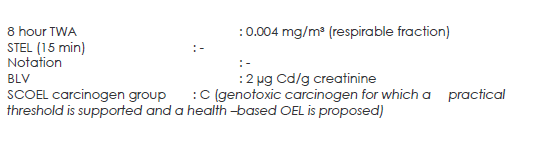 8 hour TWA : 0.004 mg/m³ (respirable fraction)
STEL (15 min) : -
Notation : -
BLV : 2 µg Cd/g creatinine
SCOEL carcinogen group : C (genotoxic carcinogen for which a practical
threshold is supported and a health –based OEL is proposed)